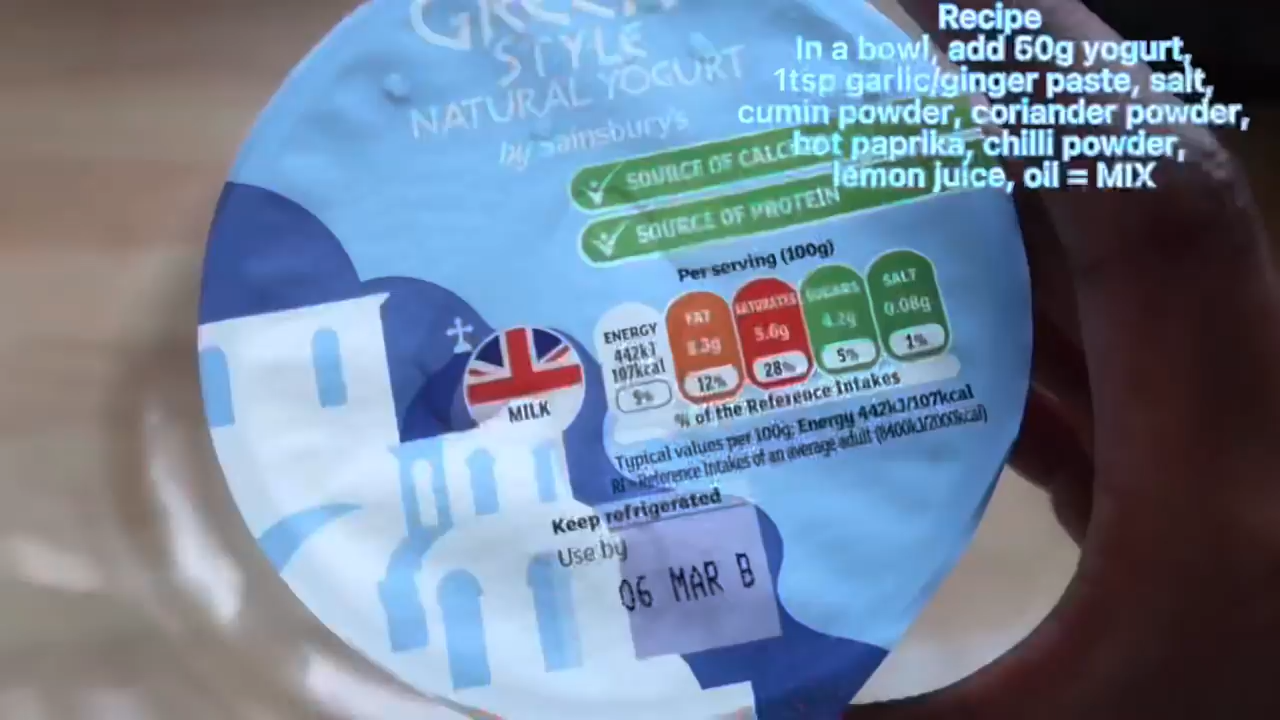 Recipe
In a bowl, add 60g yogurt,
1tsp garlic/ginger paste, salt,
cumin powder, coriander powder,
hot paprika, chilli powder,
lemon juice, oil = MIX
GREEK
STYLE
NATURAL YOGURT
by Sainsbury's
SOURCE OF
SOURCE OF PROTEIN
Per serving (100g)
ENERGY
442kJ
107kcal
FAT
8.3g
12%
SATURATES
5.6g
28%
SUGARS
4.2g
5%
SALT
0.08g
1%
% of the Reference Intakes
Typical values per 100g: Energy 442kJ/107kcal
RI = Reference Intakes of an average adult (8400kJ/2000kcal)
MILK
Keep refrigerated
Use by
06 MAR B